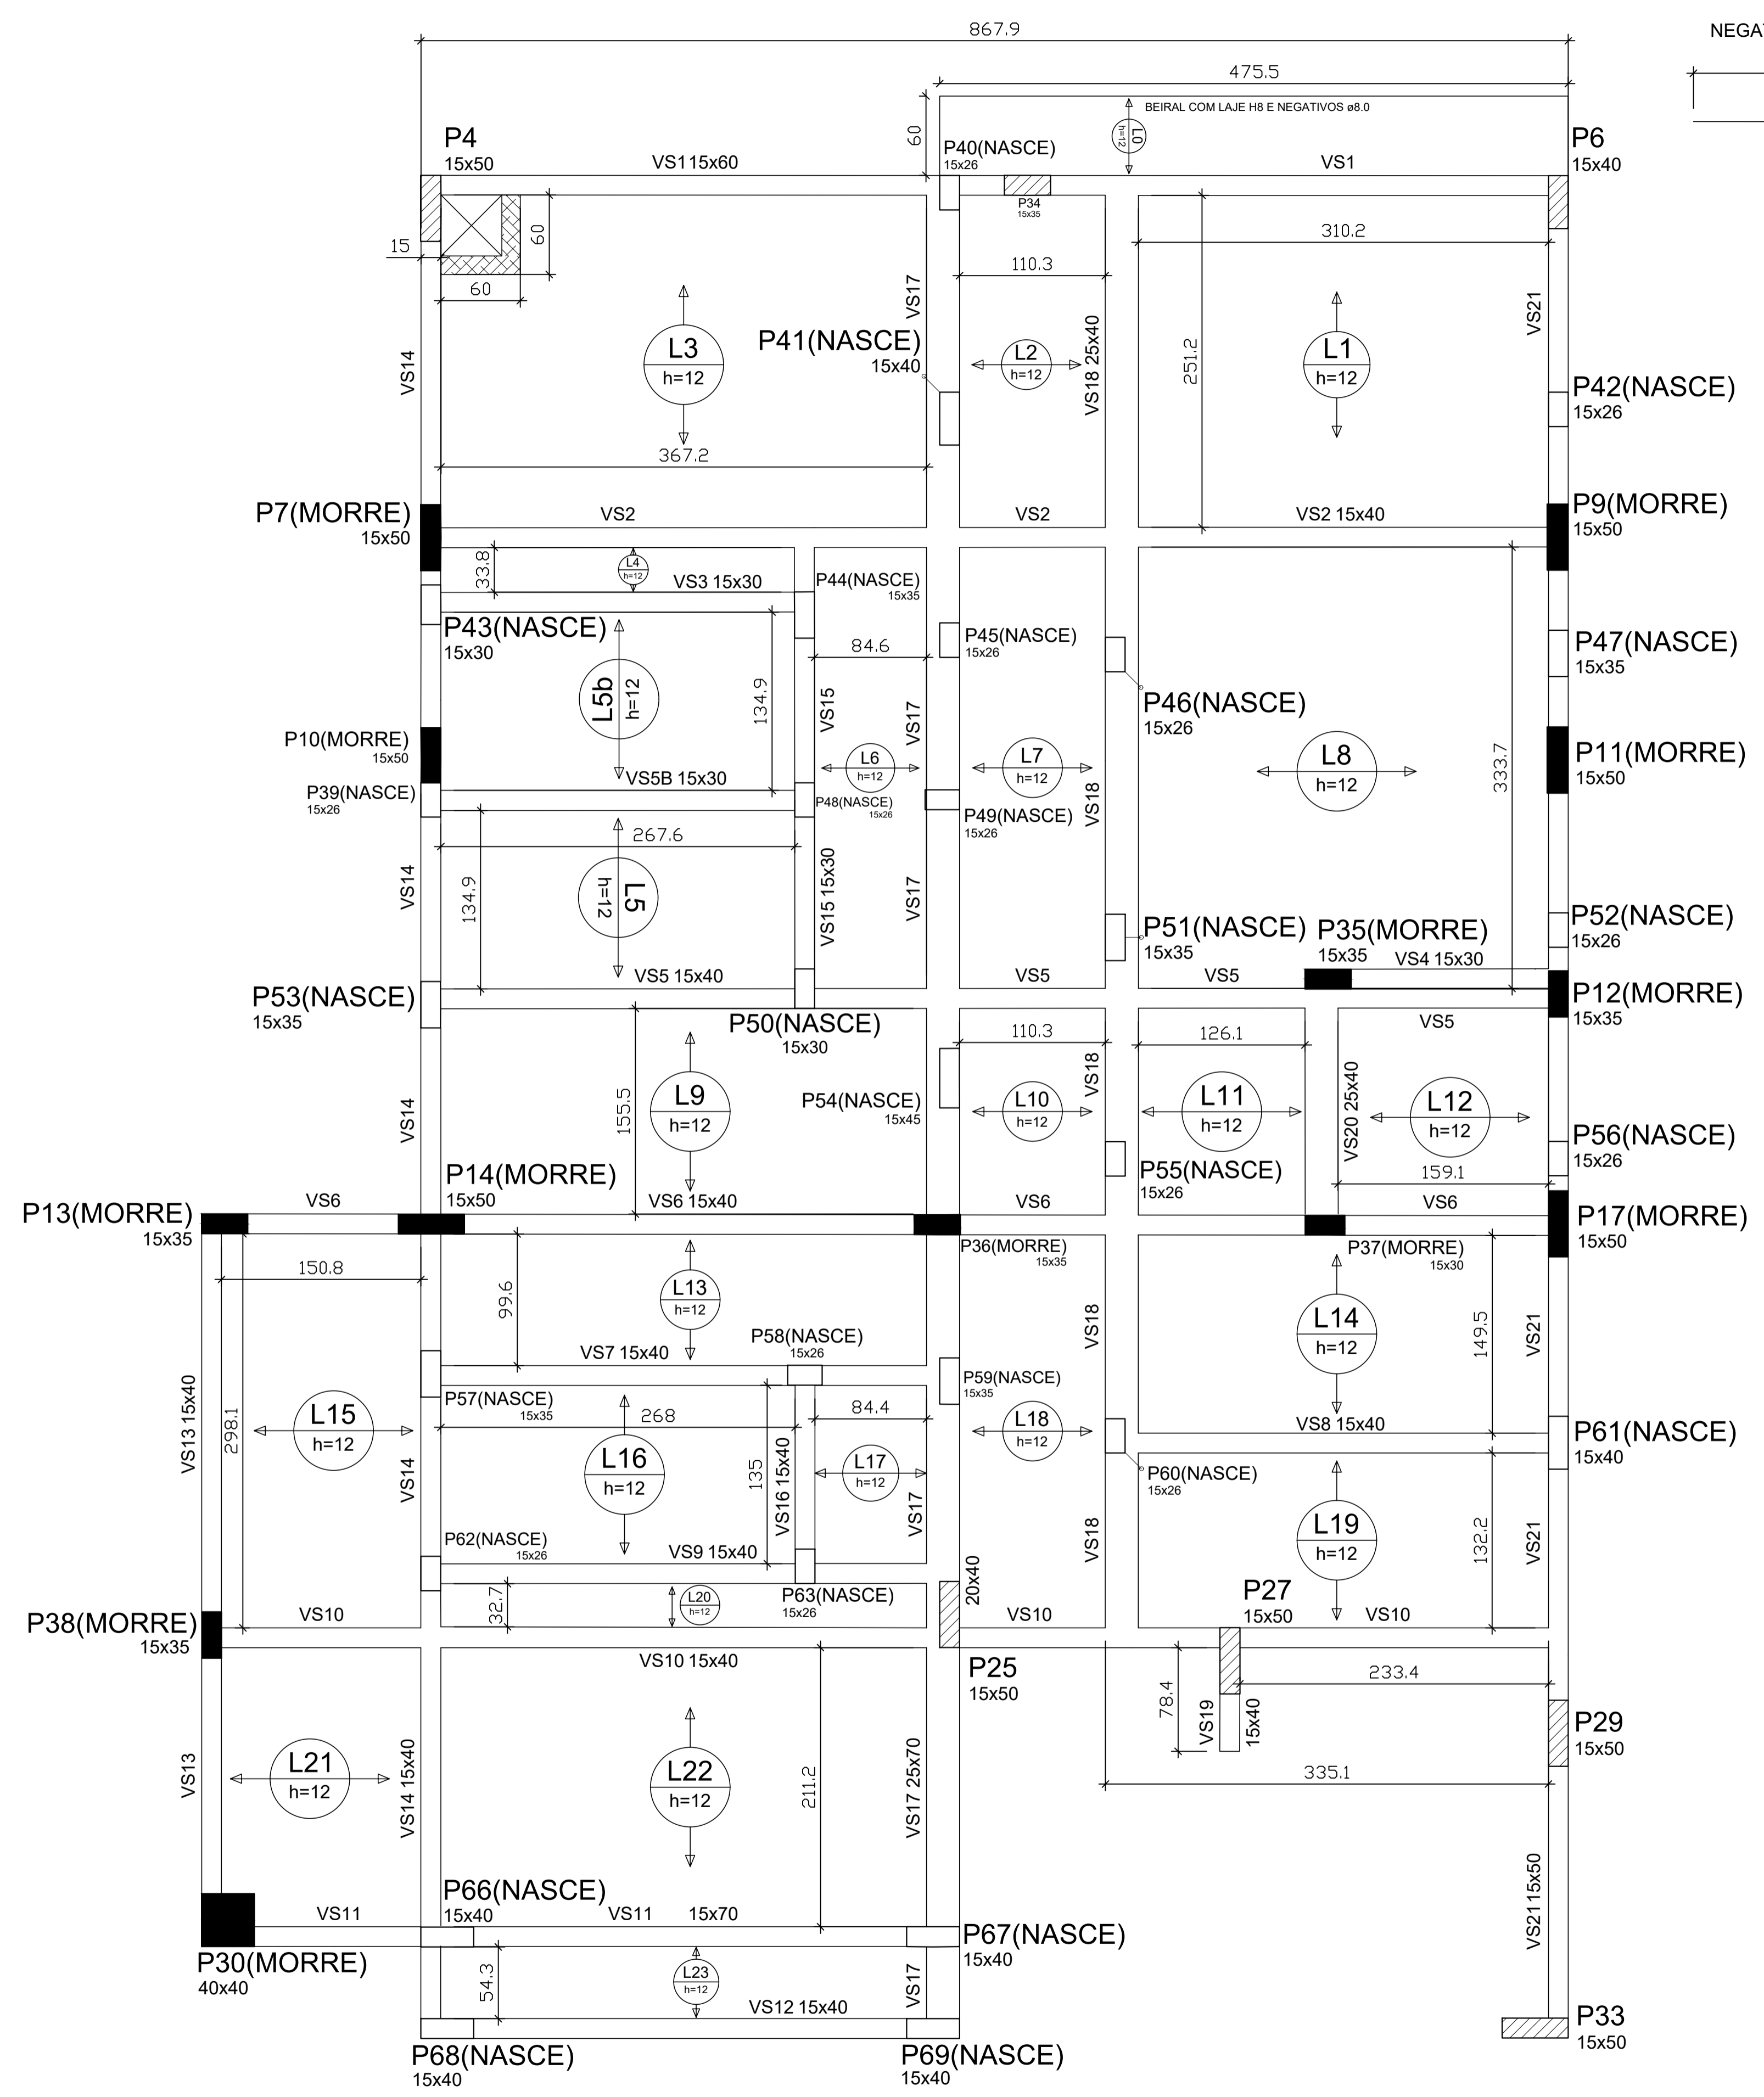 867.9
NEGAT
475.5
BEIRAL COM LAJE H8 E NEGATIVOS ø8.0
60
L0
h=12
P4
15x50
VS115x60
P40(NASCE)
15x26
VS1
P6
15x40
P34
15x35
15
60
60
310.2
110.3
VS17
VS21
P41(NASCE)
15x40
L3
h=12
L2
h=12
VS18 25x40
251.2
L1
h=12
VS14
P42(NASCE)
15x26
367.2
P7(MORRE)
15x50
VS2
VS2
VS2 15x40
P9(MORRE)
15x50
33.8
L4
h=12
VS3 15x30
P44(NASCE)
15x35
P43(NASCE)
15x30
84.6
P45(NASCE)
15x26
P47(NASCE)
15x35
L5b
h=12
134.9
VS15
VS17
P46(NASCE)
15x26
P10(MORRE)
15x50
L6
h=12
L7
h=12
L8
h=12
333.7
P11(MORRE)
15x50
VS5B 15x30
P39(NASCE)
15x26
P48(NASCE)
15x26
P49(NASCE)
15x26
VS18
267.6
VS14
134.9
L5
h=12
VS15 15x30
VS17
P51(NASCE)
15x35
P35(MORRE)
15x35
P52(NASCE)
15x26
VS4 15x30
VS5 15x40
VS5
VS5
P53(NASCE)
15x35
P50(NASCE)
15x30
P12(MORRE)
15x35
VS5
110.3
126.1
VS14
155.5
L9
h=12
P54(NASCE)
15x45
L10
h=12
VS18
L11
h=12
VS20 25x40
L12
h=12
P56(NASCE)
15x26
P14(MORRE)
15x50
P55(NASCE)
15x26
159.1
VS6
VS6 15x40
VS6
VS6
P13(MORRE)
15x35
P17(MORRE)
15x50
P36(MORRE)
15x35
P37(MORRE)
15x30
150.8
99.6
L13
h=12
VS18
L14
h=12
149.5
VS21
VS7 15x40
P58(NASCE)
15x26
P59(NASCE)
15x35
P57(NASCE)
15x35
VS13 15x40
298.1
L15
h=12
VS14
268
84.4
L18
h=12
VS8 15x40
P61(NASCE)
15x40
L16
h=12
135
VS16 15x40
L17
h=12
VS17
P60(NASCE)
15x26
P62(NASCE)
15x26
VS9 15x40
VS18
L19
h=12
132.2
VS21
32.7
L20
h=12
P63(NASCE)
15x26
20x40
P27
15x50
VS10
VS10
VS10
P38(MORRE)
15x35
VS10 15x40
P25
15x50
78.4
VS19
15x40
233.4
P29
15x50
335.1
VS13
L21
h=12
VS14 15x40
L22
h=12
211.2
VS17 25x70
VS21 15x50
P66(NASCE)
15x40
VS11
VS11
15x70
P67(NASCE)
15x40
P30(MORRE)
40x40
54.3
L23
h=12
VS12 15x40
VS17
P33
15x50
P68(NASCE)
15x40
P69(NASCE)
15x40